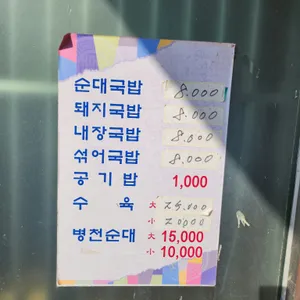 순대국밥 8.000
돼지국밥 8.000
내장국밥 8.000
섞어국밥 8.000
공기밥 1,000
수육 大 25.000
小 20000
병천순대 大 15,000
小 10,000